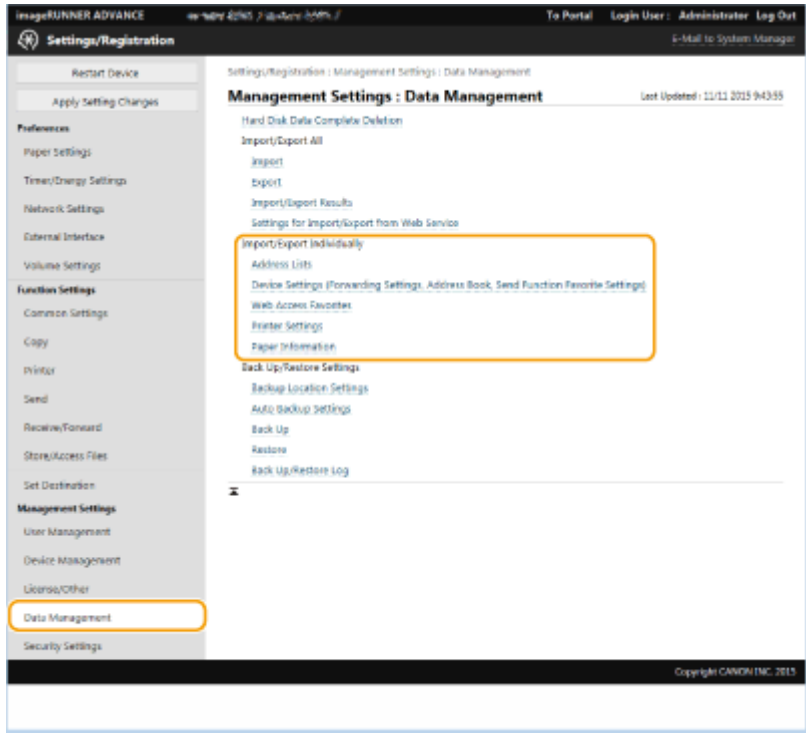 imageRUNNER ADVANCE To Portal Login User : Administrator Log Out
Settings/Registration E-Mail to System Manager
Restart Device
Apply Setting Changes
Preferences
Paper Settings
Timer/Energy Settings
Network Settings
External Interface
Volume Settings
Function Settings
Common Settings
Copy
Printer
Send
Receive/Forward
Store/Access Files
Set Destination
Management Settings
User Management
Device Management
License/Other
Data Management
Security Settings
Settings/Registration : Management Settings : Data Management
Management Settings : Data Management Last Updated : 11/11 2015 9:43:55
Hard Disk Data Complete Deletion
Import/Export All
Import
Export
Import/Export Results
Settings for Import/Export from Web Service
Import/Export Individually
Address Lists
Device Settings (Forwarding Settings, Address Book, Send Function Favorite Settings)
Web Access Favorites
Printer Settings
Paper Information
Back Up/Restore Settings
Backup Location Settings
Auto Backup Settings
Back Up
Restore
Back Up/Restore Log
Copyright CANON INC. 2015